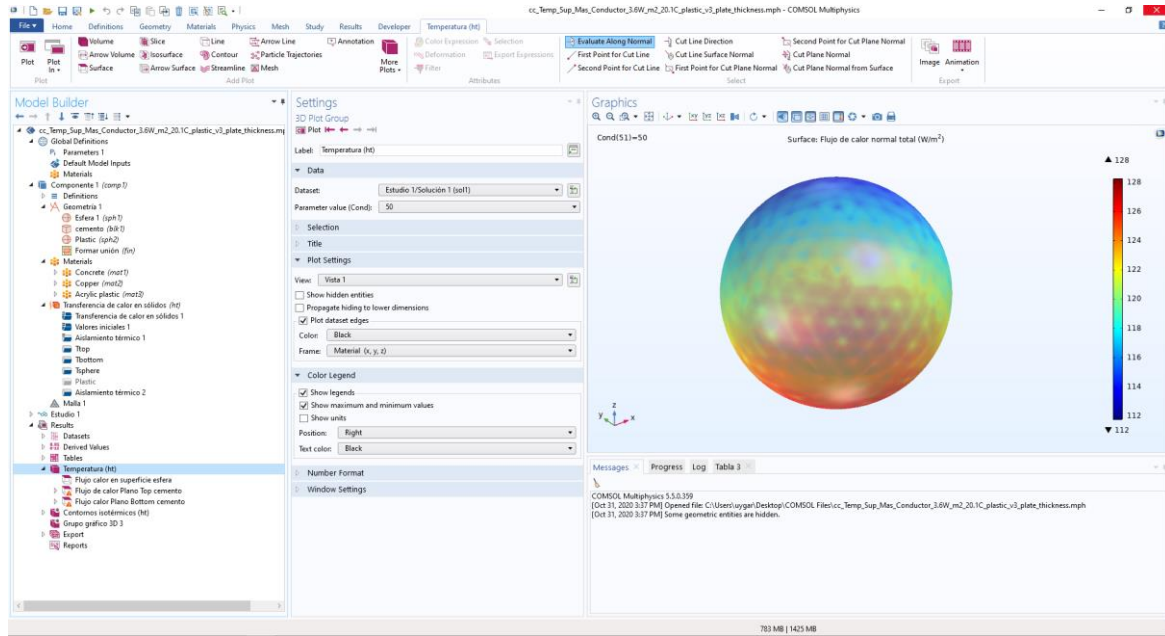 cc_Temp_Sup_Mas_Conductor_3.6W_m2_20.1C_plastic_v3_plate_thickness.mph - COMSOL Multiphysics
File Home Definitions Geometry Materials Physics Mesh Study Results Developer Temperatura (ht)
Volume Slice Line Arrow Line Annotation Color Expression Selection Evaluate Along Normal Cut Line Direction Second Point for Cut Plane Normal
Plot Plot In Arrow Volume Isosurface Contour Particle Trajectories More Plots Deformation Export Expressions First Point for Cut Line Cut Line Surface Normal Cut Plane Normal Image Animation
Surface Arrow Surface Streamline Mesh Filter Second Point for Cut Line First Point for Cut Plane Normal Cut Plane Normal from Surface
Plot Add Plot Attributes Select Export
Model Builder
cc_Temp_Sup_Mas_Conductor_3.6W_m2_20.1C_plastic_v3_plate_thickness.mp
Global Definitions
Pi Parameters 1
Default Model Inputs
Materials
Componente 1 (comp1)
Definitions
Geometría 1
Esfera 1 (sph1)
cemento (blk1)
Plastic (sph2)
Formar unión (fin)
Materials
Concrete (mat1)
Copper (mat2)
Acrylic plastic (mat3)
Transferencia de calor en sólidos (ht)
Transferencia de calor en sólidos 1
Valores iniciales 1
Aislamiento térmico 1
Ttop
Tbottom
Tsphere
Plastic
Aislamiento térmico 2
Malla 1
Estudio 1
Results
Datasets
Derived Values
Tables
Temperatura (ht)
Flujo calor en superficie esfera
Flujo de calor Plano Top cemento
Flujo calor Plano Bottom cemento
Contornos isotérmicos (ht)
Grupo gráfico 3D 3
Export
Reports
Settings
3D Plot Group
Plot
Label: Temperatura (ht)
Data
Dataset: Estudio 1/Solución 1 (sol1)
Parameter value (Cond): 50
Selection
Title
Plot Settings
View: Vista 1
Show hidden entities
Propagate hiding to lower dimensions
Plot dataset edges
Color: Black
Frame: Material (x, y, z)
Color Legend
Show legends
Show maximum and minimum values
Show units
Position: Right
Text color: Black
Number Format
Window Settings
Graphics
Cond(51)=50 Surface: Flujo de calor normal total (W/m²)
▲ 128
128
126
124
122
120
118
116
114
112
▼ 112
z
y x
Messages Progress Log Tabla 3
COMSOL Multiphysics 5.5.0.359
[Oct 31, 2020 3:37 PM] Opened file: C:\Users\uygar\Desktop\COMSOL Files\cc_Temp_Sup_Mas_Conductor_3.6W_m2_20.1C_plastic_v3_plate_thickness.mph
[Oct 31, 2020 3:37 PM] Some geometric entities are hidden.
783 MB | 1425 MB